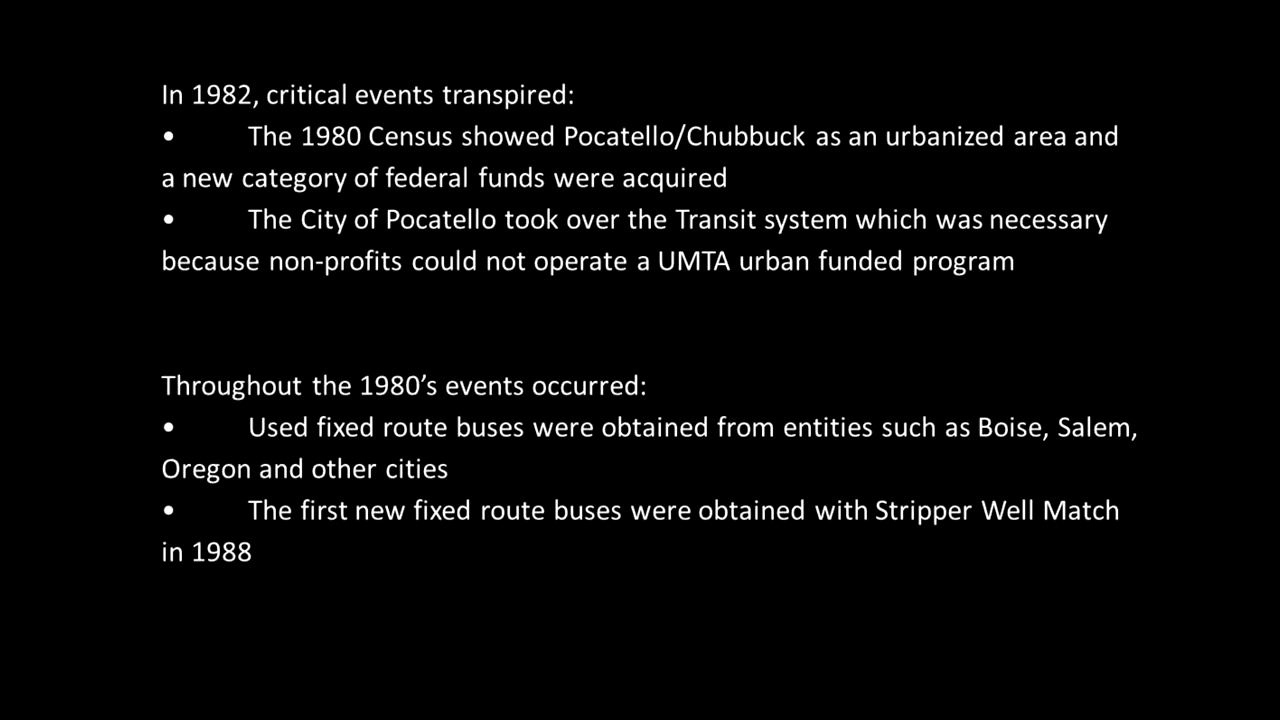 In 1982, critical events transpired:
• The 1980 Census showed Pocatello/Chubbuck as an urbanized area and
a new category of federal funds were acquired
• The City of Pocatello took over the Transit system which was necessary
because non-profits could not operate a UMTA urban funded program
Throughout the 1980’s events occurred:
• Used fixed route buses were obtained from entities such as Boise, Salem,
Oregon and other cities
• The first new fixed route buses were obtained with Stripper Well Match
in 1988